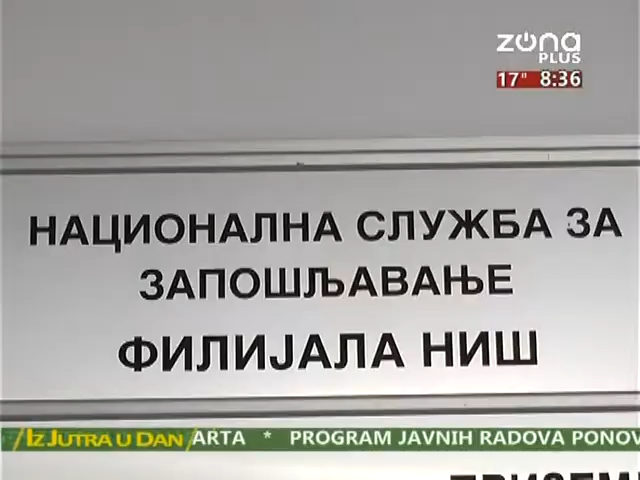 zona
PLUS
17" 8:36
НАЦИОНАЛНА СЛУЖБА ЗА
ЗАПОШЉАВАЊЕ
ФИЛИЈАЛА НИШ
IZ JUTRA U DAN ARTA * PROGRAM JAVNIH RADOVA PONOV